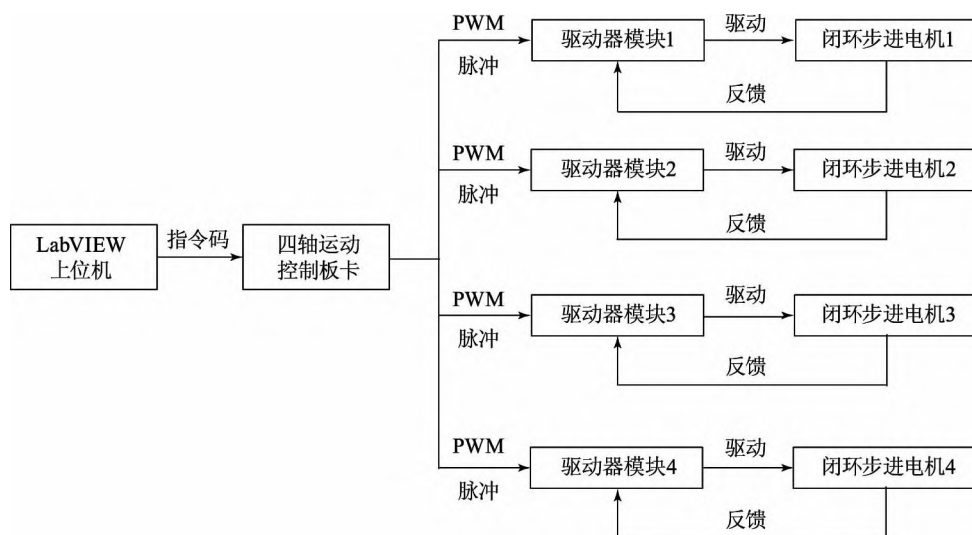 PWM
脉冲
驱动器模块1
驱动
闭环步进电机1
反馈
PWM
脉冲
驱动器模块2
驱动
闭环步进电机2
反馈
LabVIEW
上位机
指令码
四轴运动
控制板卡
PWM
脉冲
驱动器模块3
驱动
闭环步进电机3
反馈
PWM
脉冲
驱动器模块4
驱动
闭环步进电机4
反馈